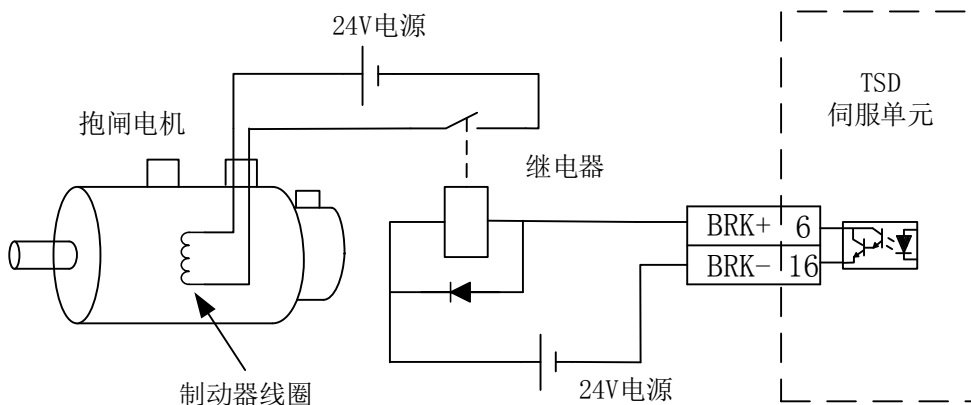 24V电源
TSD
伺服单元
抱闸电机
继电器
BRK+ 6
BRK- 16
24V电源
制动器线圈